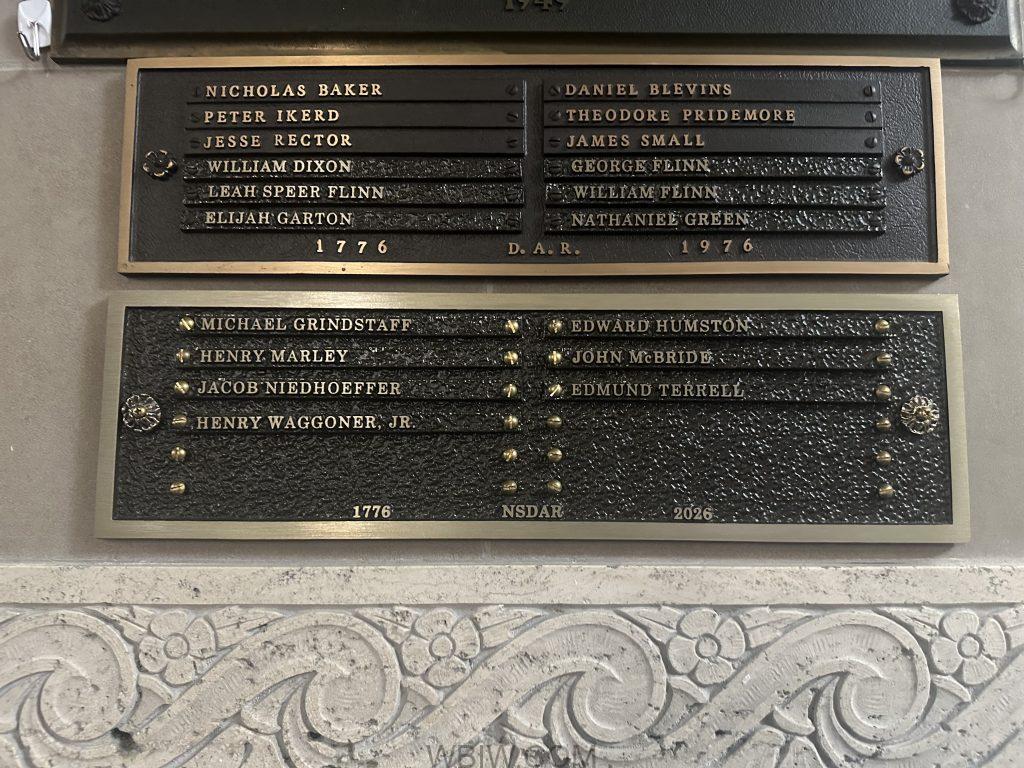 1949
NICHOLAS BAKER
PETER IKERD
JESSE RECTOR
WILLIAM DIXON
LEAH SPEER FLINN
ELIJAH GARTON
DANIEL BLEVINS
THEODORE PRIDEMORE
JAMES SMALL
GEORGE FLINN
WILLIAM FLINN
NATHANIEL GREEN
1776 D.A.R. 1976
MICHAEL GRINDSTAFF
HENRY MARLEY
JACOB NIEDHOEFFER
HENRY WAGGONER, JR.
EDWARD HUMSTON
JOHN McBRIDE
EDMUND TERRELL
1776 NSDAR 2026
WBIW.COM